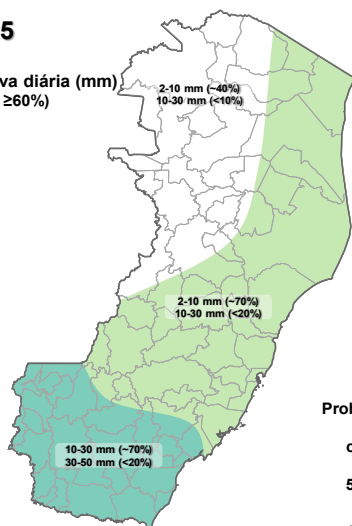 5
va diária (mm)
≥60%)
2-10 mm (~40%)
10-30 mm (<10%)
2-10 mm (~70%)
10-30 mm (<20%)
Prob
5
10-30 mm (~70%)
30-50 mm (<20%)